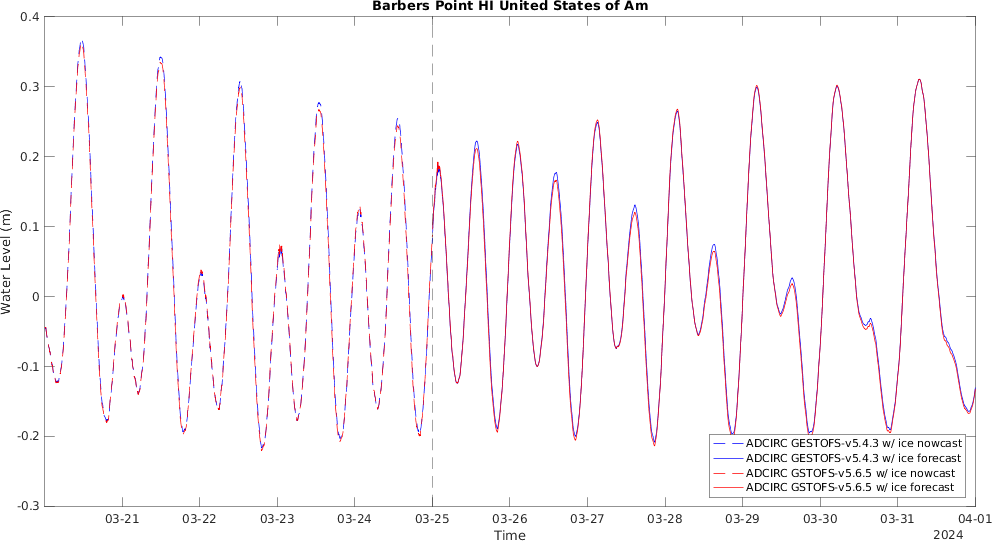 Barbers Point HI United States of Am
0.4
0.3
0.2
0.1
0
-0.1
-0.2
-0.3
Water Level (m)
03-21 03-22 03-23 03-24 03-25 03-26 03-27 03-28 03-29 03-30 03-31 04-01
Time
2024
ADCIRC GESTOFS-v5.4.3 w/ ice nowcast
ADCIRC GESTOFS-v5.4.3 w/ ice forecast
ADCIRC GSTOFS-v5.6.5 w/ ice nowcast
ADCIRC GSTOFS-v5.6.5 w/ ice forecast